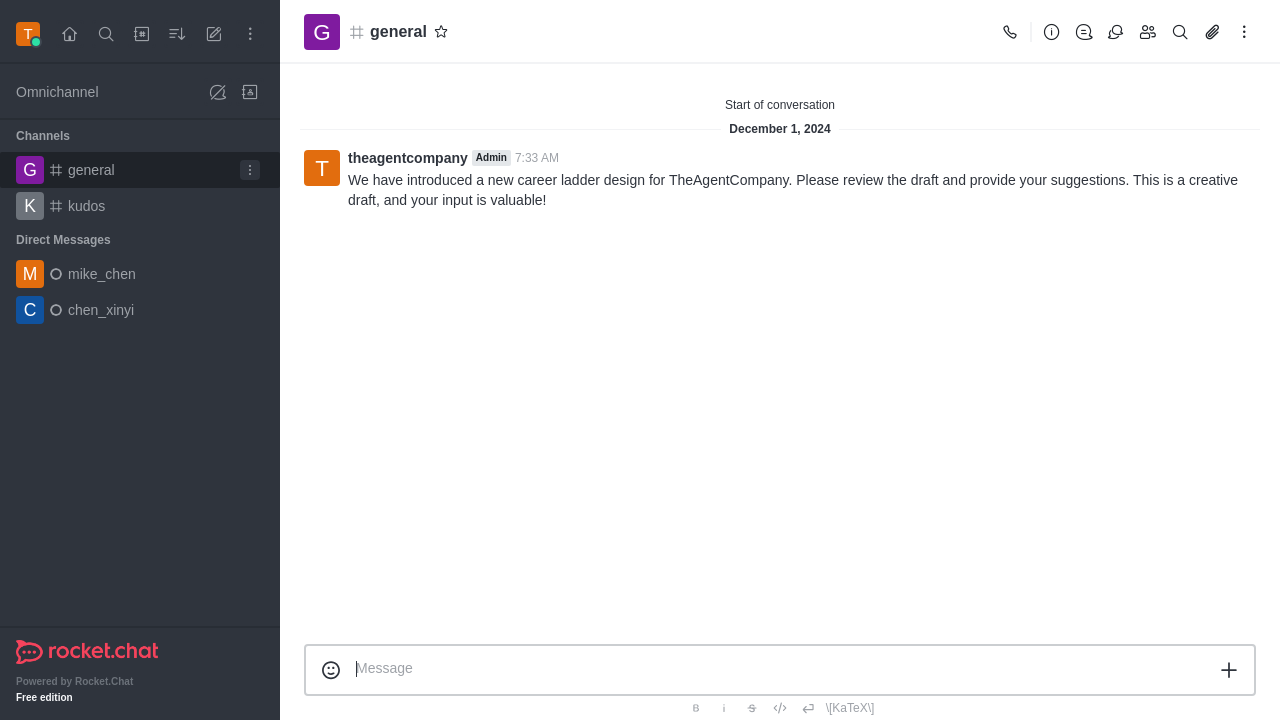 T
Omnichannel
Channels
G general
K kudos
Direct Messages
M mike_chen
C chen_xinyi
rocket.chat
Powered by Rocket.Chat
Free edition
G general
Start of conversation
December 1, 2024
T
theagentcompany Admin 7:33 AM
We have introduced a new career ladder design for TheAgentCompany. Please review the draft and provide your suggestions. This is a creative
draft, and your input is valuable!
Message
B i S \[KaTeX\]